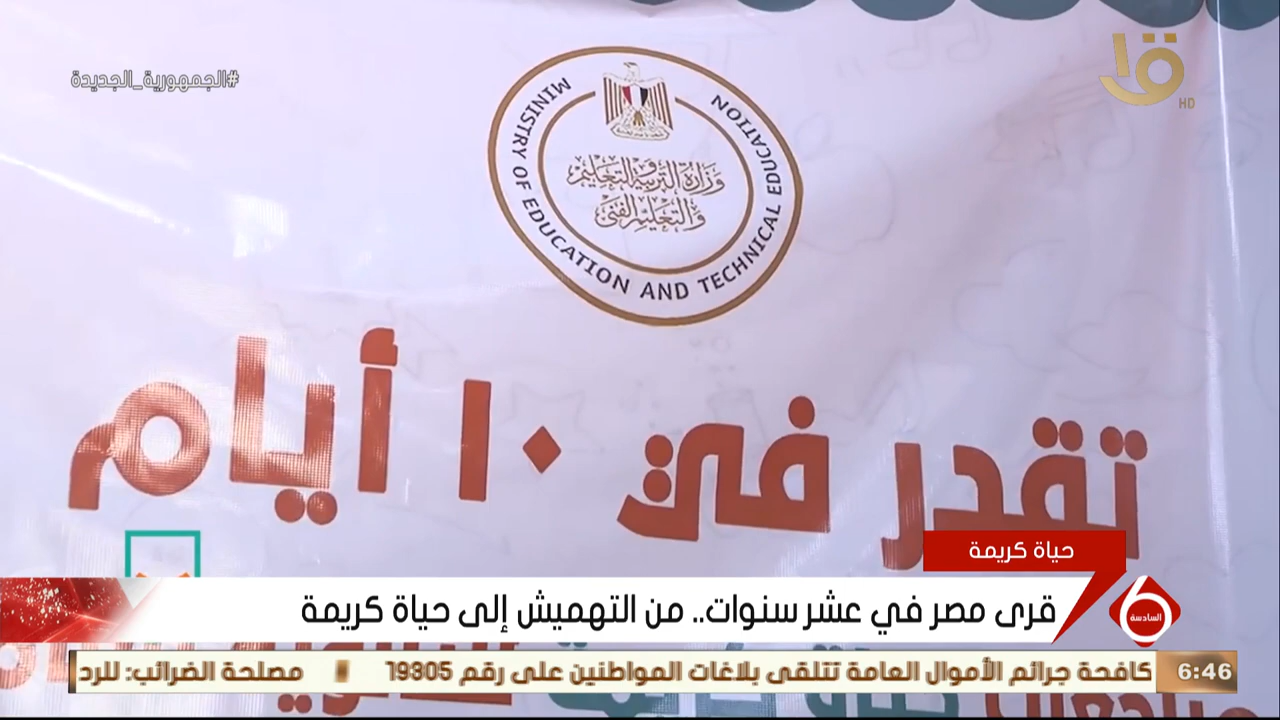 #الجمهورية_الجديدة
HD
MINISTRY OF EDUCATION AND TECHNICAL EDUCATION
وزارة التربية والتعليم
والتعليم الفني
تقدر في ١٠ أيام
حياة كريمة
السادسة
قرى مصر في عشر سنوات.. من التهميش إلى حياة كريمة
6:46
كافحة جرائم الأموال العامة تتلقى بلاغات المواطنين على رقم 19305
مصلحة الضرائب: للرد